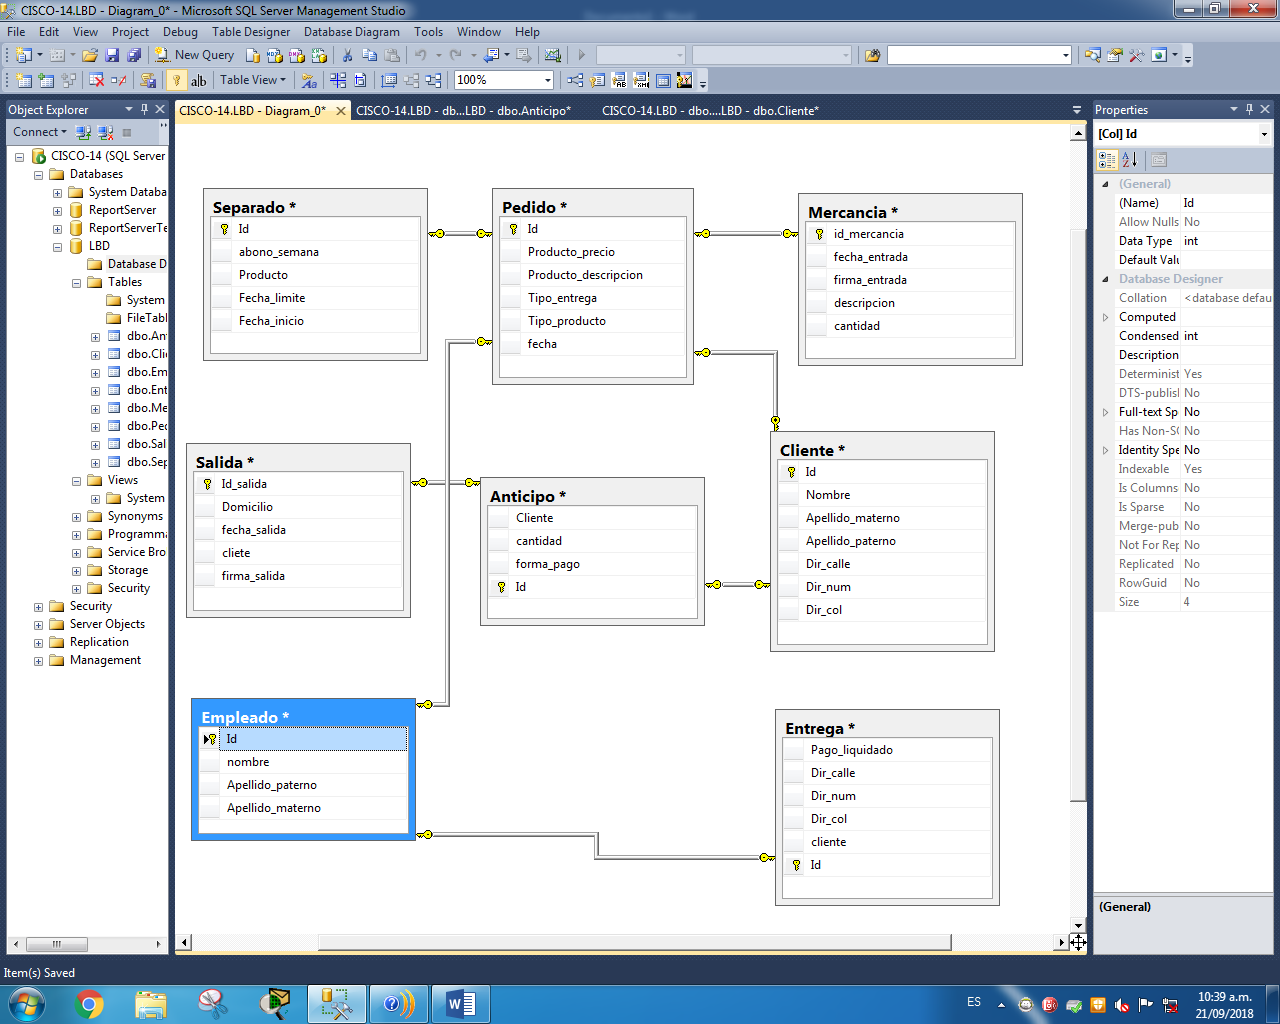 CISCO-14.LBD - Diagram_0* - Microsoft SQL Server Management Studio
File Edit View Project Debug Table Designer Database Diagram Tools Window Help
New Query
Table View 100%
Object Explorer
Connect
CISCO-14 (SQL Server
Databases
System Databa
ReportServer
ReportServerTe
LBD
Database D
Tables
System
FileTabl
dbo.An
dbo.Cli
dbo.Em
dbo.Ent
dbo.Me
dbo.Pec
dbo.Sal
dbo.Sep
Views
System
Synonyms
Programma
Service Bro
Storage
Security
Security
Server Objects
Replication
Management
CISCO-14.LBD - Diagram_0* CISCO-14.LBD - db...LBD - dbo.Anticipo* CISCO-14.LBD - dbo....LBD - dbo.Cliente*
Separado *
Id
abono_semana
Producto
Fecha_limite
Fecha_inicio
Pedido *
Id
Producto_precio
Producto_descripcion
Tipo_entrega
Tipo_producto
fecha
Mercancia *
id_mercancia
fecha_entrada
firma_entrada
descripcion
cantidad
Salida *
Id_salida
Domicilio
fecha_salida
cliete
firma_salida
Anticipo *
Cliente
cantidad
forma_pago
Id
Cliente *
Id
Nombre
Apellido_materno
Apellido_paterno
Dir_calle
Dir_num
Dir_col
Empleado *
Id
nombre
Apellido_paterno
Apellido_materno
Entrega *
Pago_liquidado
Dir_calle
Dir_num
Dir_col
cliente
Id
Properties
[Col] Id
(General)
(Name) Id
Allow Nulls No
Data Type int
Default Valu
Database Designer
Collation <database defau
Computed
Condensed int
Description
Determinist Yes
DTS-publish No
Full-text Sp No
Has Non-SC No
Identity Spe No
Indexable Yes
Is Columns No
Is Sparse No
Merge-pub No
Not For Rep No
Replicated No
RowGuid No
Size 4
(General)
Item(s) Saved
ES
10:39 a.m.
21/09/2018